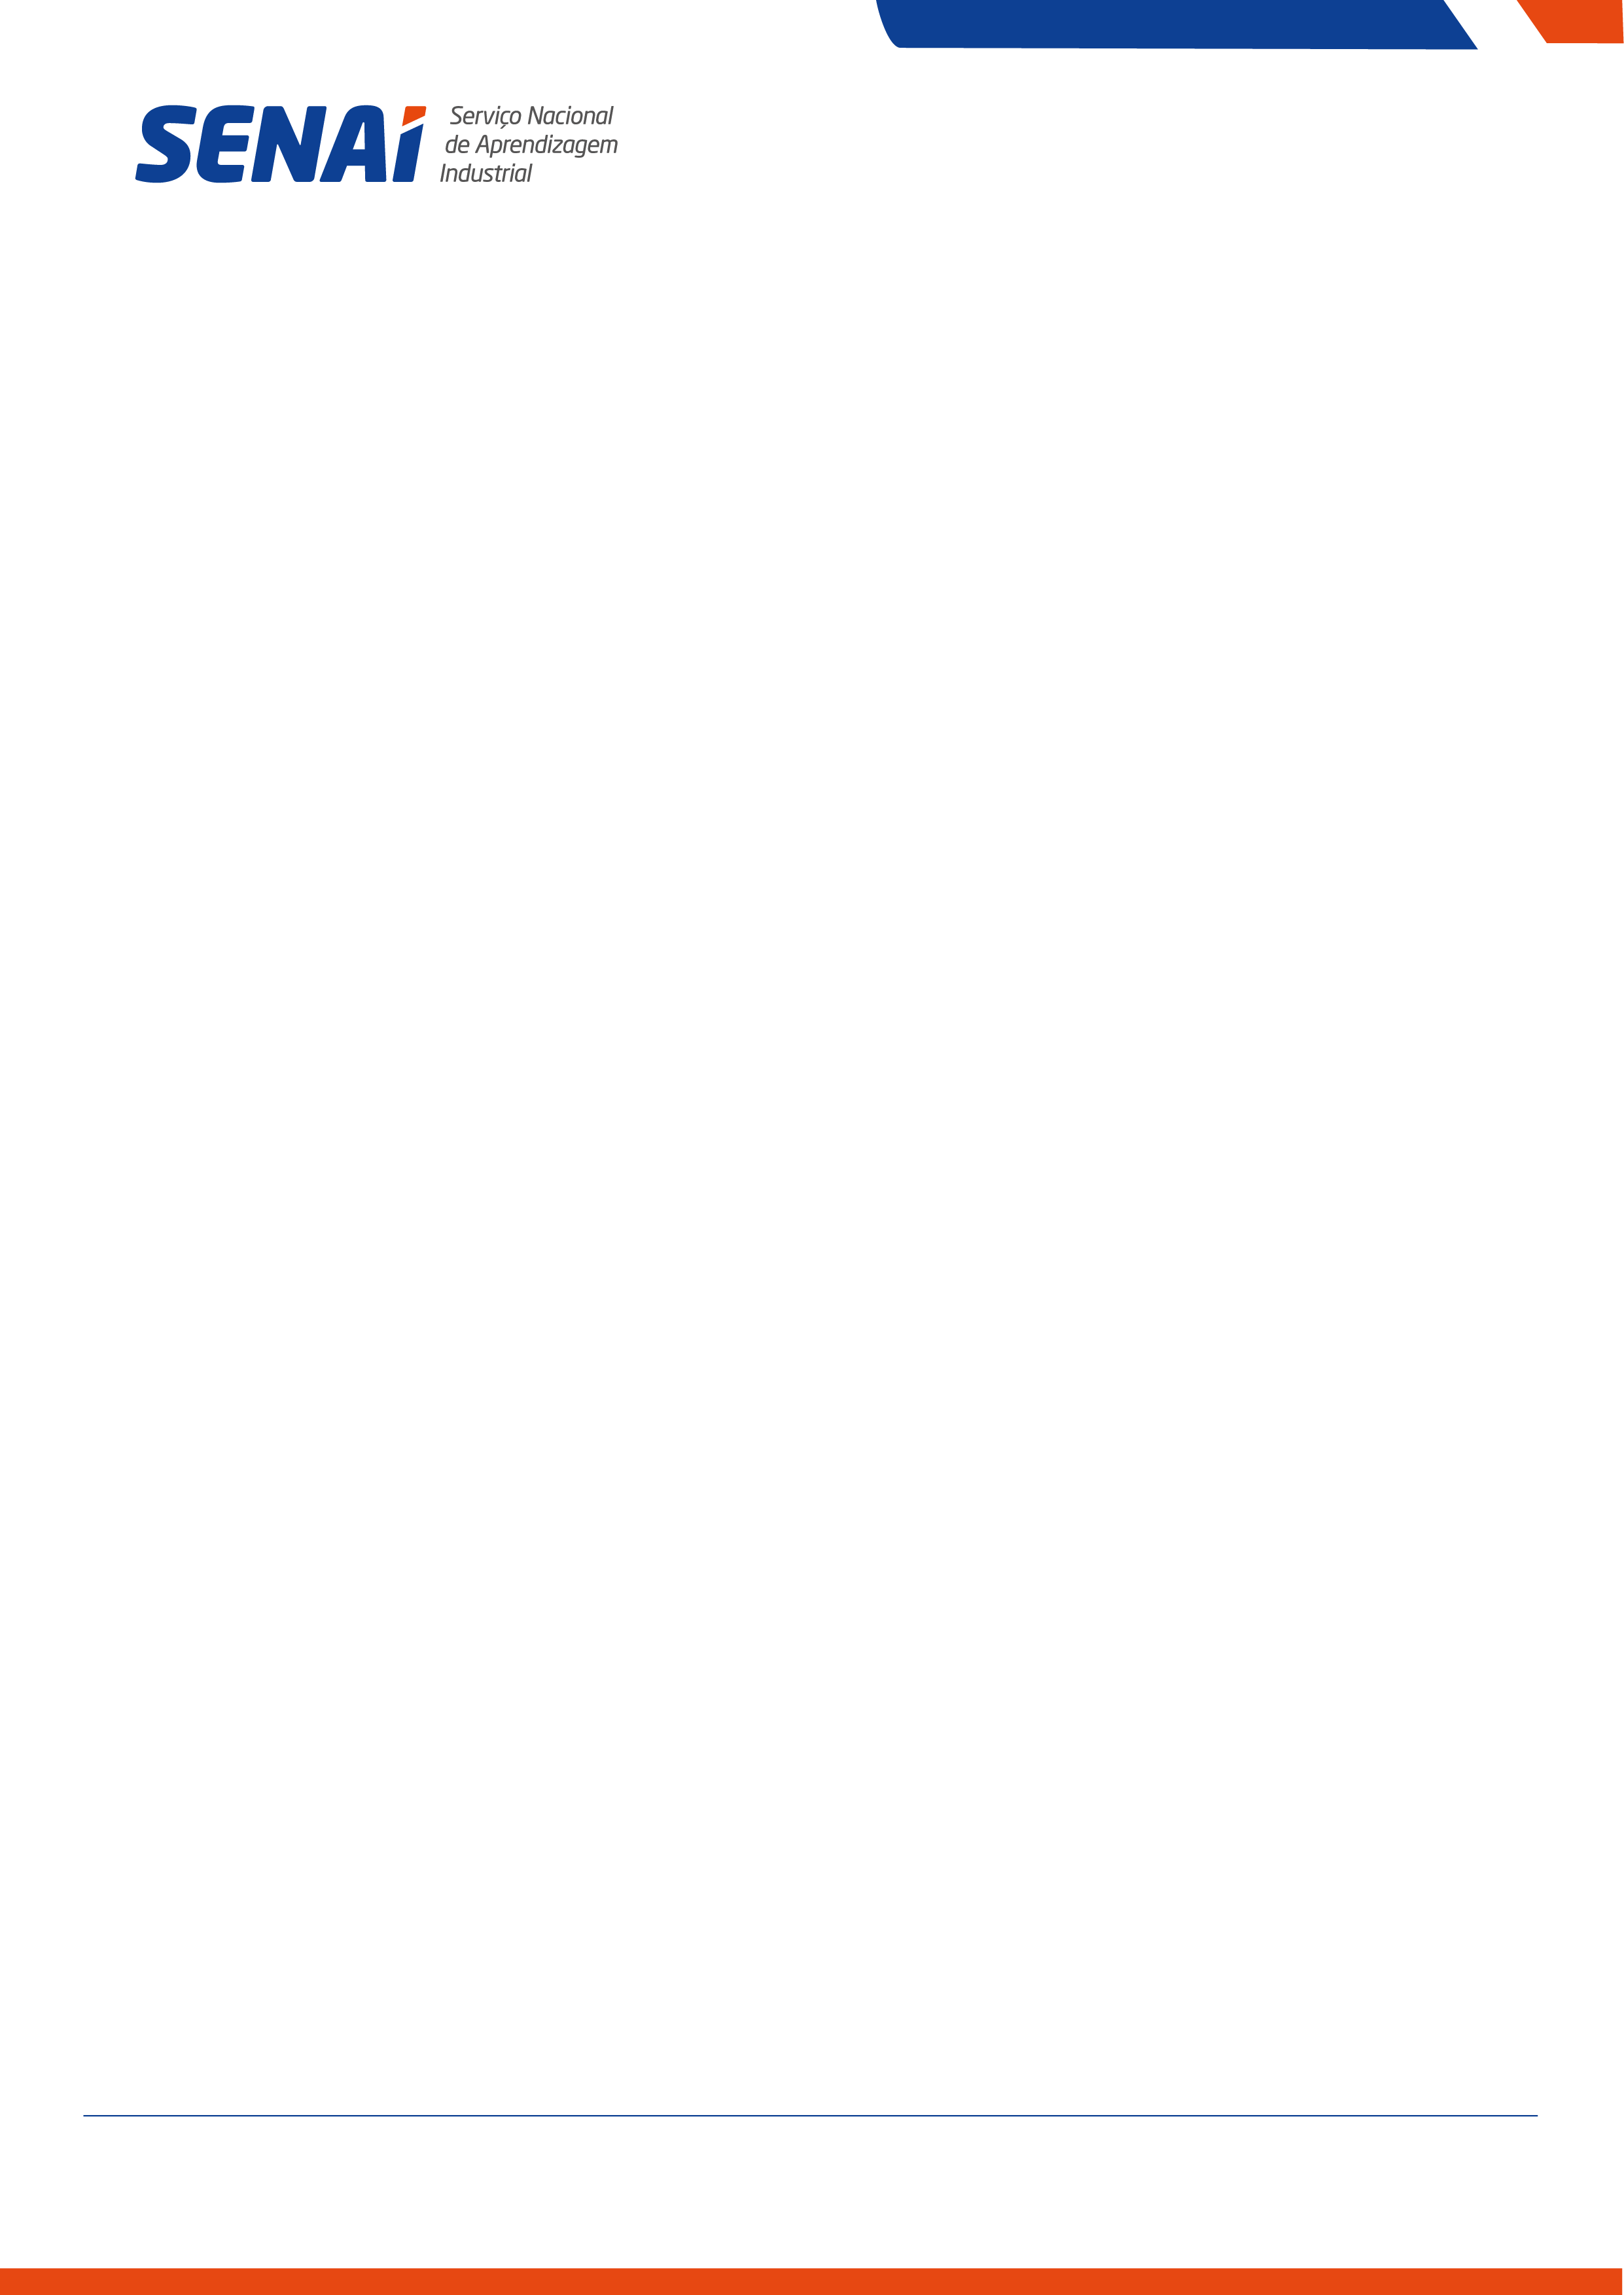 SENAI
Serviço Nacional
de Aprendizagem
Industrial